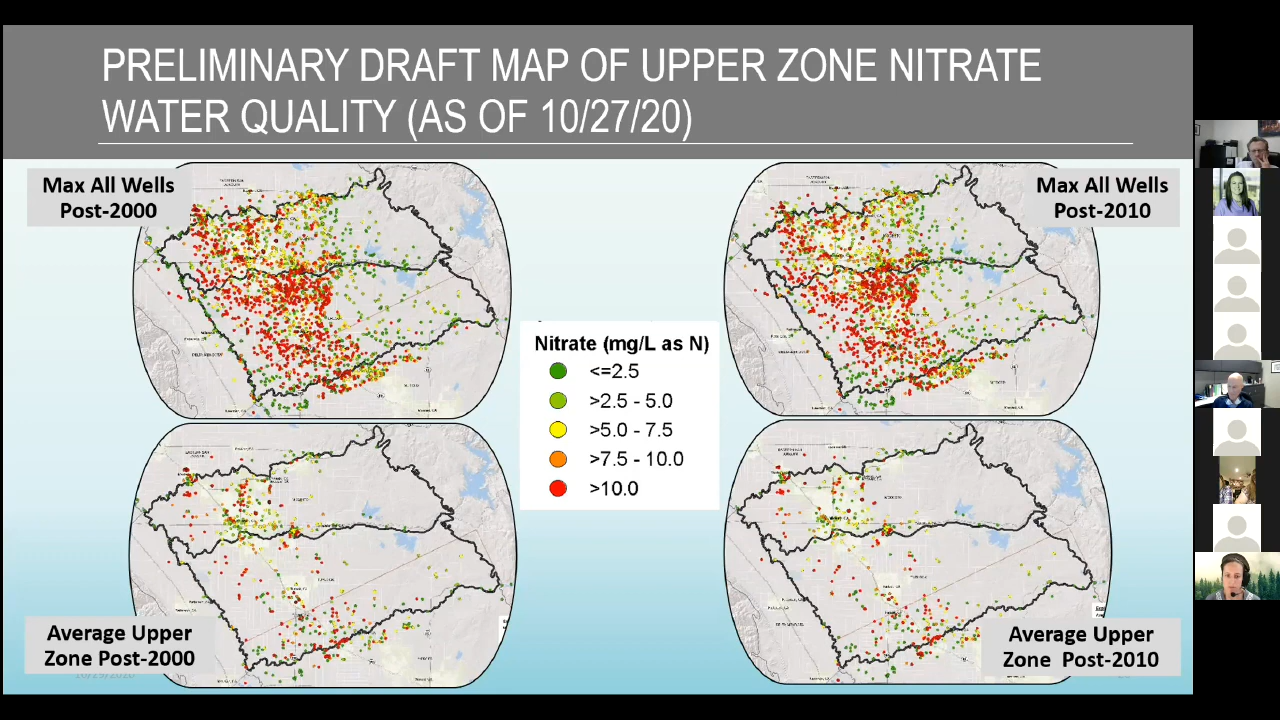 PRELIMINARY DRAFT MAP OF UPPER ZONE NITRATE
WATER QUALITY (AS OF 10/27/20)
Max All Wells
Post-2000
Max All Wells
Post-2010
Nitrate (mg/L as N)
<=2.5
>2.5 - 5.0
>5.0 - 7.5
>7.5 - 10.0
>10.0
Average Upper
Zone Post-2000
Average Upper
Zone Post-2010